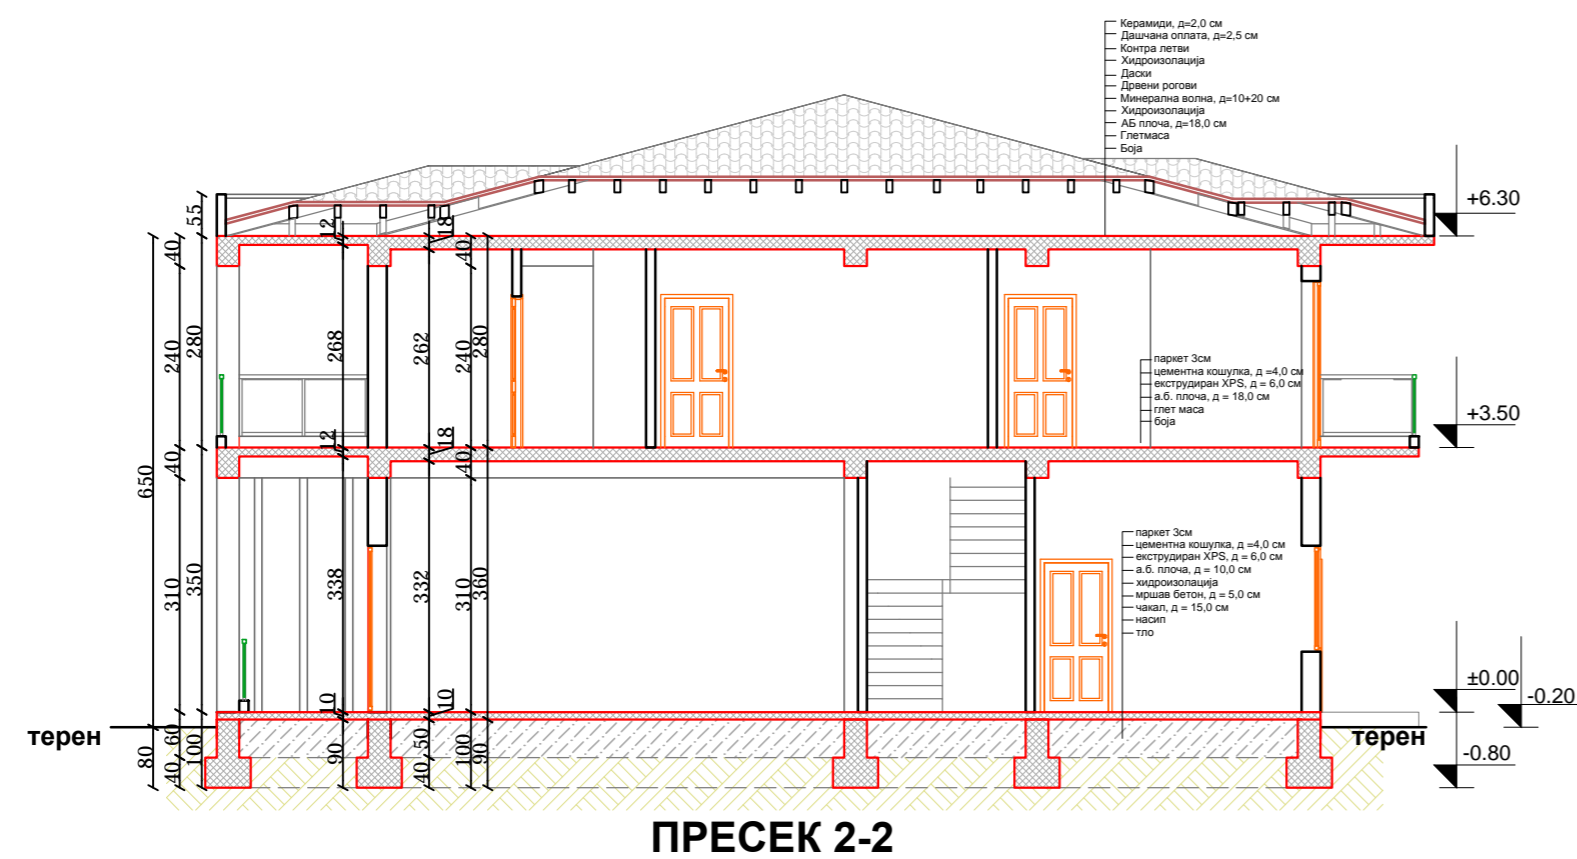 Керамиди, д=2,0 см
Дашчана оплата, д=2,5 см
Контра летви
Хидроизолација
Даски
Дрвени рогови
Минерална волна, д=10+20 см
Хидроизолација
АБ плоча, д=18,0 см
Глетмаса
Боја
+6.30
55
12
18
40
40
240
280
268
262
240
280
паркет 3см
цементна кошулка, д =4,0 см
екструдиран XPS, д = 6,0 см
а.б. плоча, д = 18,0 см
глет маса
боја
+3.50
12
18
650
40
40
310
350
338
332
310
360
паркет 3см
цементна кошулка, д =4,0 см
екструдиран XPS, д = 6,0 см
а.б. плоча, д = 10,0 см
хидроизолација
мршав бетон, д = 5,0 см
чакал, д = 15,0 см
насип
тло
±0.00
-0.20
10
10
терен
терен
80
60
40
100
90
50
40
100
90
-0.80
ПРЕСЕК 2-2